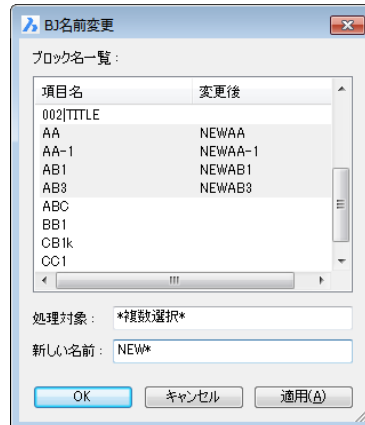 BJ名前変更
ブロック名一覧：
項目名 変更後
002|TITLE
AA NEWAA
AA-1 NEWAA-1
AB1 NEWAB1
AB3 NEWAB3
ABC
BB1
CB1k
CC1
処理対象： *複数選択*
新しい名前： NEW*
OK キャンセル 適用(A)